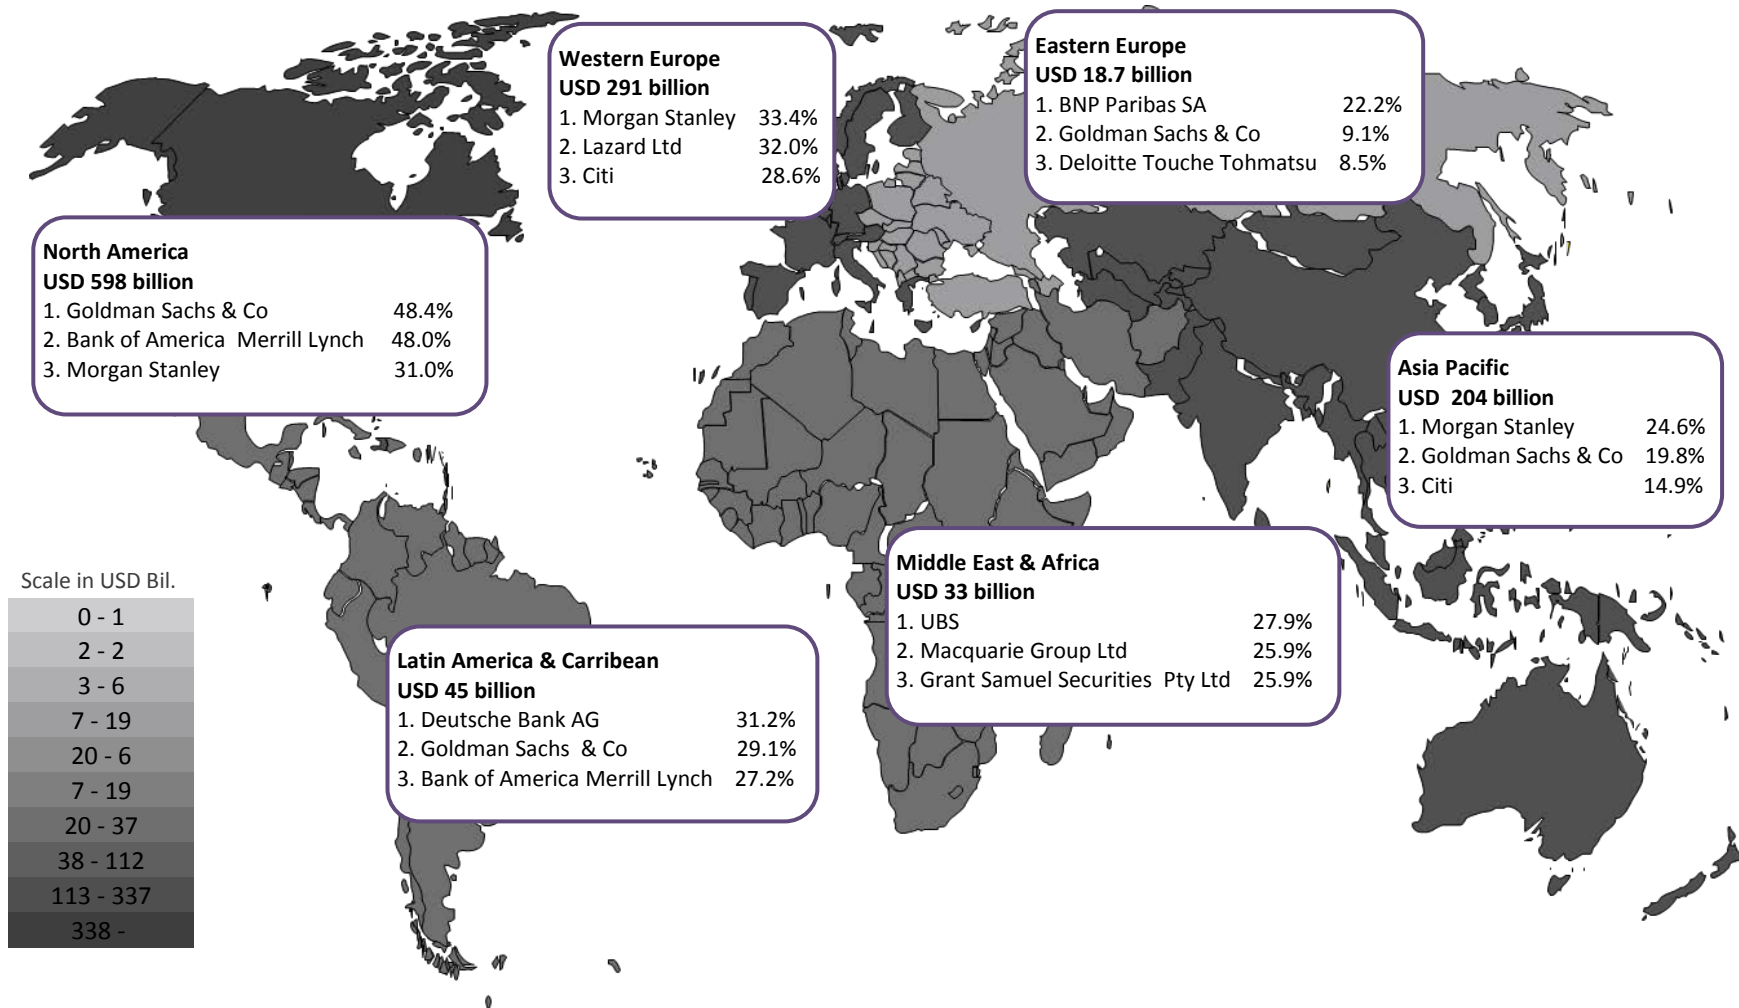 Western Europe
USD 291 billion
1. Morgan Stanley 33.4%
2. Lazard Ltd 32.0%
3. Citi 28.6%
Eastern Europe
USD 18.7 billion
1. BNP Paribas SA 22.2%
2. Goldman Sachs & Co 9.1%
3. Deloitte Touche Tohmatsu 8.5%
North America
USD 598 billion
1. Goldman Sachs & Co 48.4%
2. Bank of America Merrill Lynch 48.0%
3. Morgan Stanley 31.0%
Asia Pacific
USD 204 billion
1. Morgan Stanley 24.6%
2. Goldman Sachs & Co 19.8%
3. Citi 14.9%
Middle East & Africa
USD 33 billion
1. UBS 27.9%
2. Macquarie Group Ltd 25.9%
3. Grant Samuel Securities Pty Ltd 25.9%
Latin America & Carribean
USD 45 billion
1. Deutsche Bank AG 31.2%
2. Goldman Sachs & Co 29.1%
3. Bank of America Merrill Lynch 27.2%
Scale in USD Bil.
0 - 1
2 - 2
3 - 6
7 - 19
20 - 6
7 - 19
20 - 37
38 - 112
113 - 337
338 -